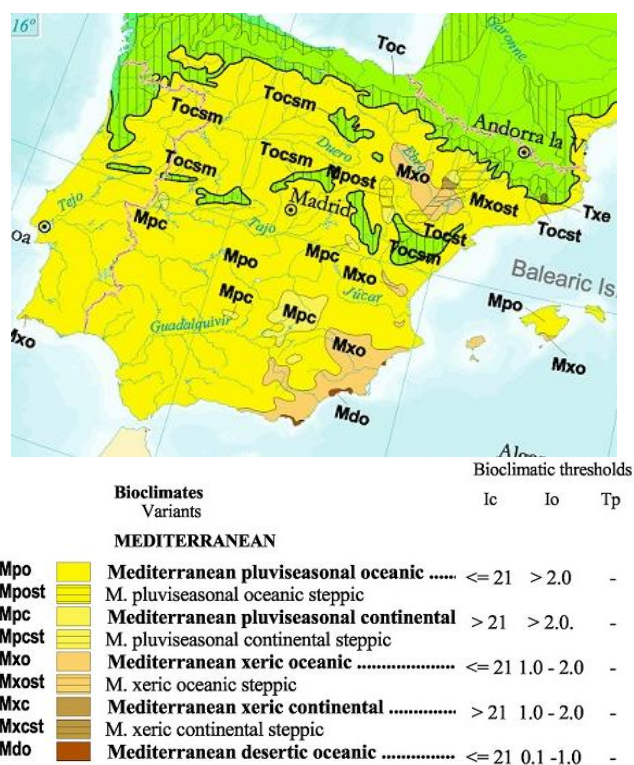 16º
Toc
Garonne
Tocsm
Tocsm
Andorra la V
Duero
Ebro
Tocsm
Tocsm
Mpost
Mxo
Tejo
Madrid
Mxost
Txe
oa
Mpc
Tajo
Tocst
Tocst
Mpo
Mpc
Tocsm
Mxo
Balearic Is.
Mpc
Júcar
Mpo
Guadalquivir
Mpc
Mxo
Mxo
Mxo
Mdo
Alge
Bioclimatic thresholds
Bioclimates Ic Io Tp
Variants
MEDITERRANEAN
Mpo Mediterranean pluviseasonal oceanic ...... <= 21 > 2.0 -
Mpost M. pluviseasonal oceanic steppic
Mpc Mediterranean pluviseasonal continental > 21 > 2.0. -
Mpcst M. pluviseasonal continental steppic
Mxo Mediterranean xeric oceanic ...................... <= 21 1.0 - 2.0 -
Mxost M. xeric oceanic steppic
Mxc Mediterranean xeric continental ............... > 21 1.0 - 2.0 -
Mxcst M. xeric continental steppic
Mdo Mediterranean desertic oceanic ................. <= 21 0.1 -1.0 -